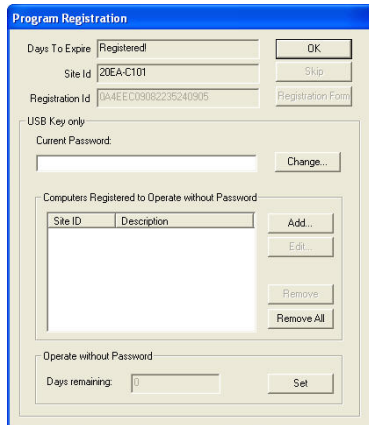 Program Registration
Days To Expire Registered! OK
Site Id 20EA-C101 Skip
Registration Id 0A4EEC09082235240905 Registration Form
USB Key only
Current Password:
Change...
Computers Registered to Operate without Password
Site ID Description Add...
Edit...
Remove
Remove All
Operate without Password
Days remaining: 0 Set